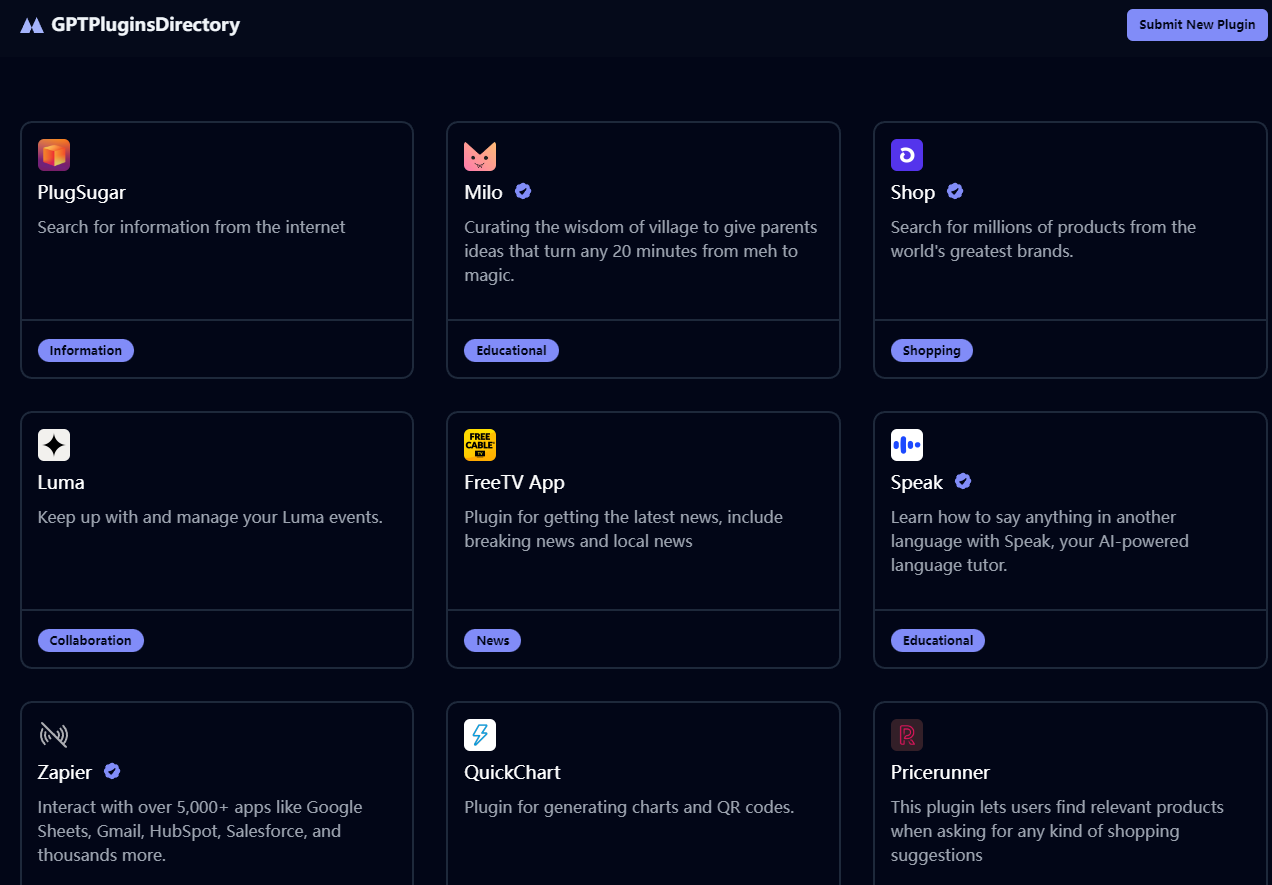 GPTPluginsDirectory
Submit New Plugin
PlugSugar
Search for information from the internet
Information
Milo
Curating the wisdom of village to give parents
ideas that turn any 20 minutes from meh to
magic.
Educational
Shop
Search for millions of products from the
world's greatest brands.
Shopping
Luma
Keep up with and manage your Luma events.
Collaboration
FREE
CABLE
TV
FreeTV App
Plugin for getting the latest news, include
breaking news and local news
News
Speak
Learn how to say anything in another
language with Speak, your AI-powered
language tutor.
Educational
Zapier
Interact with over 5,000+ apps like Google
Sheets, Gmail, HubSpot, Salesforce, and
thousands more.
QuickChart
Plugin for generating charts and QR codes.
R
Pricerunner
This plugin lets users find relevant products
when asking for any kind of shopping
suggestions